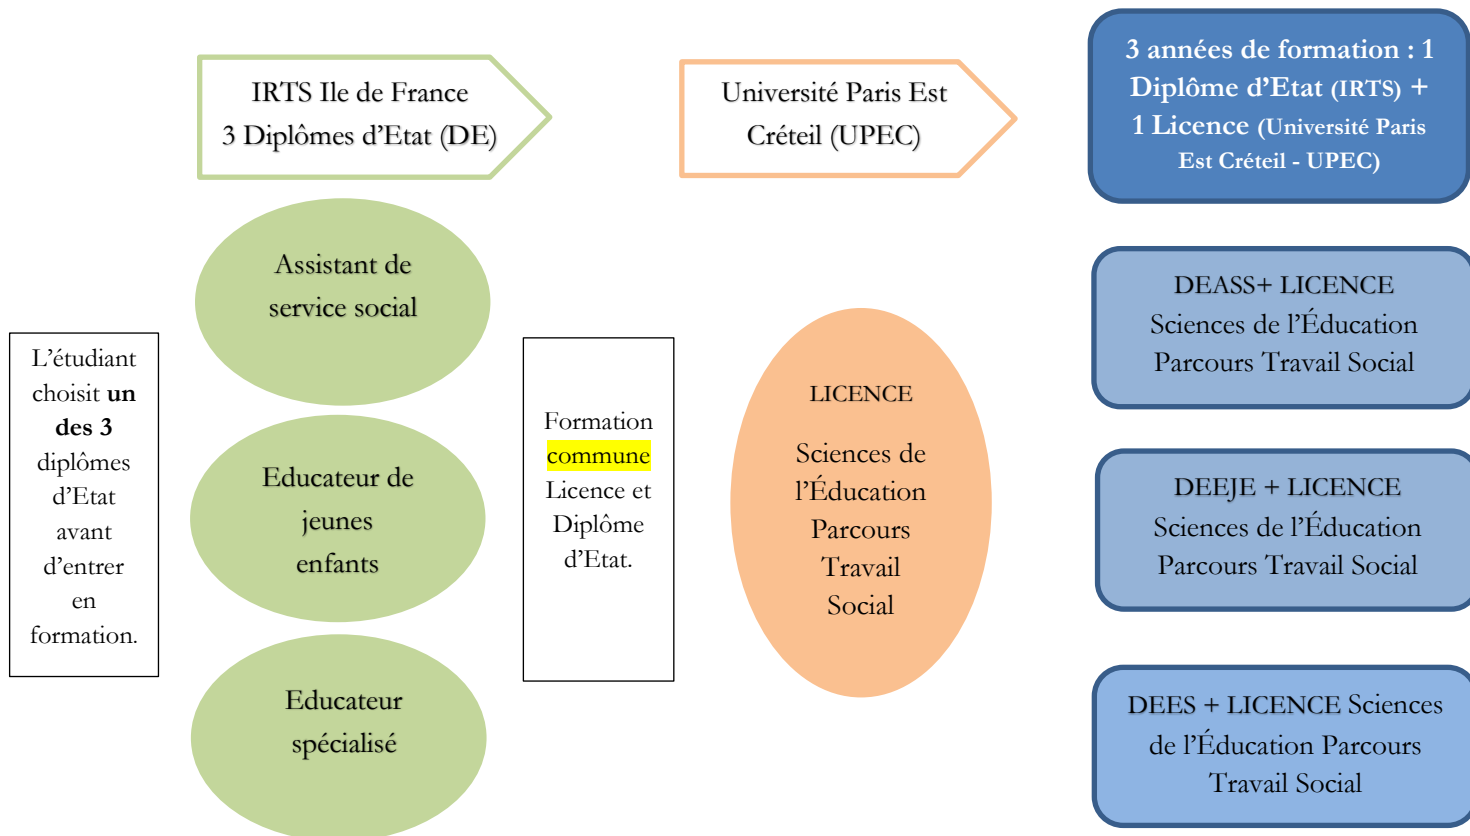 IRTS Ile de France
3 Diplômes d'Etat (DE)
Université Paris Est
Créteil (UPEC)
3 années de formation : 1
Diplôme d'Etat (IRTS) +
1 Licence (Université Paris
Est Créteil - UPEC)
L'étudiant
choisit un
des 3
diplômes
d'Etat
avant
d'entrer
en
formation.
Assistant de
service social
Educateur de
jeunes
enfants
Educateur
spécialisé
Formation
commune
Licence et
Diplôme
d'Etat.
LICENCE
Sciences de
l'Éducation
Parcours
Travail
Social
DEASS+ LICENCE
Sciences de l'Éducation
Parcours Travail Social
DEEJE + LICENCE
Sciences de l'Éducation
Parcours Travail Social
DEES + LICENCE Sciences
de l'Éducation Parcours
Travail Social